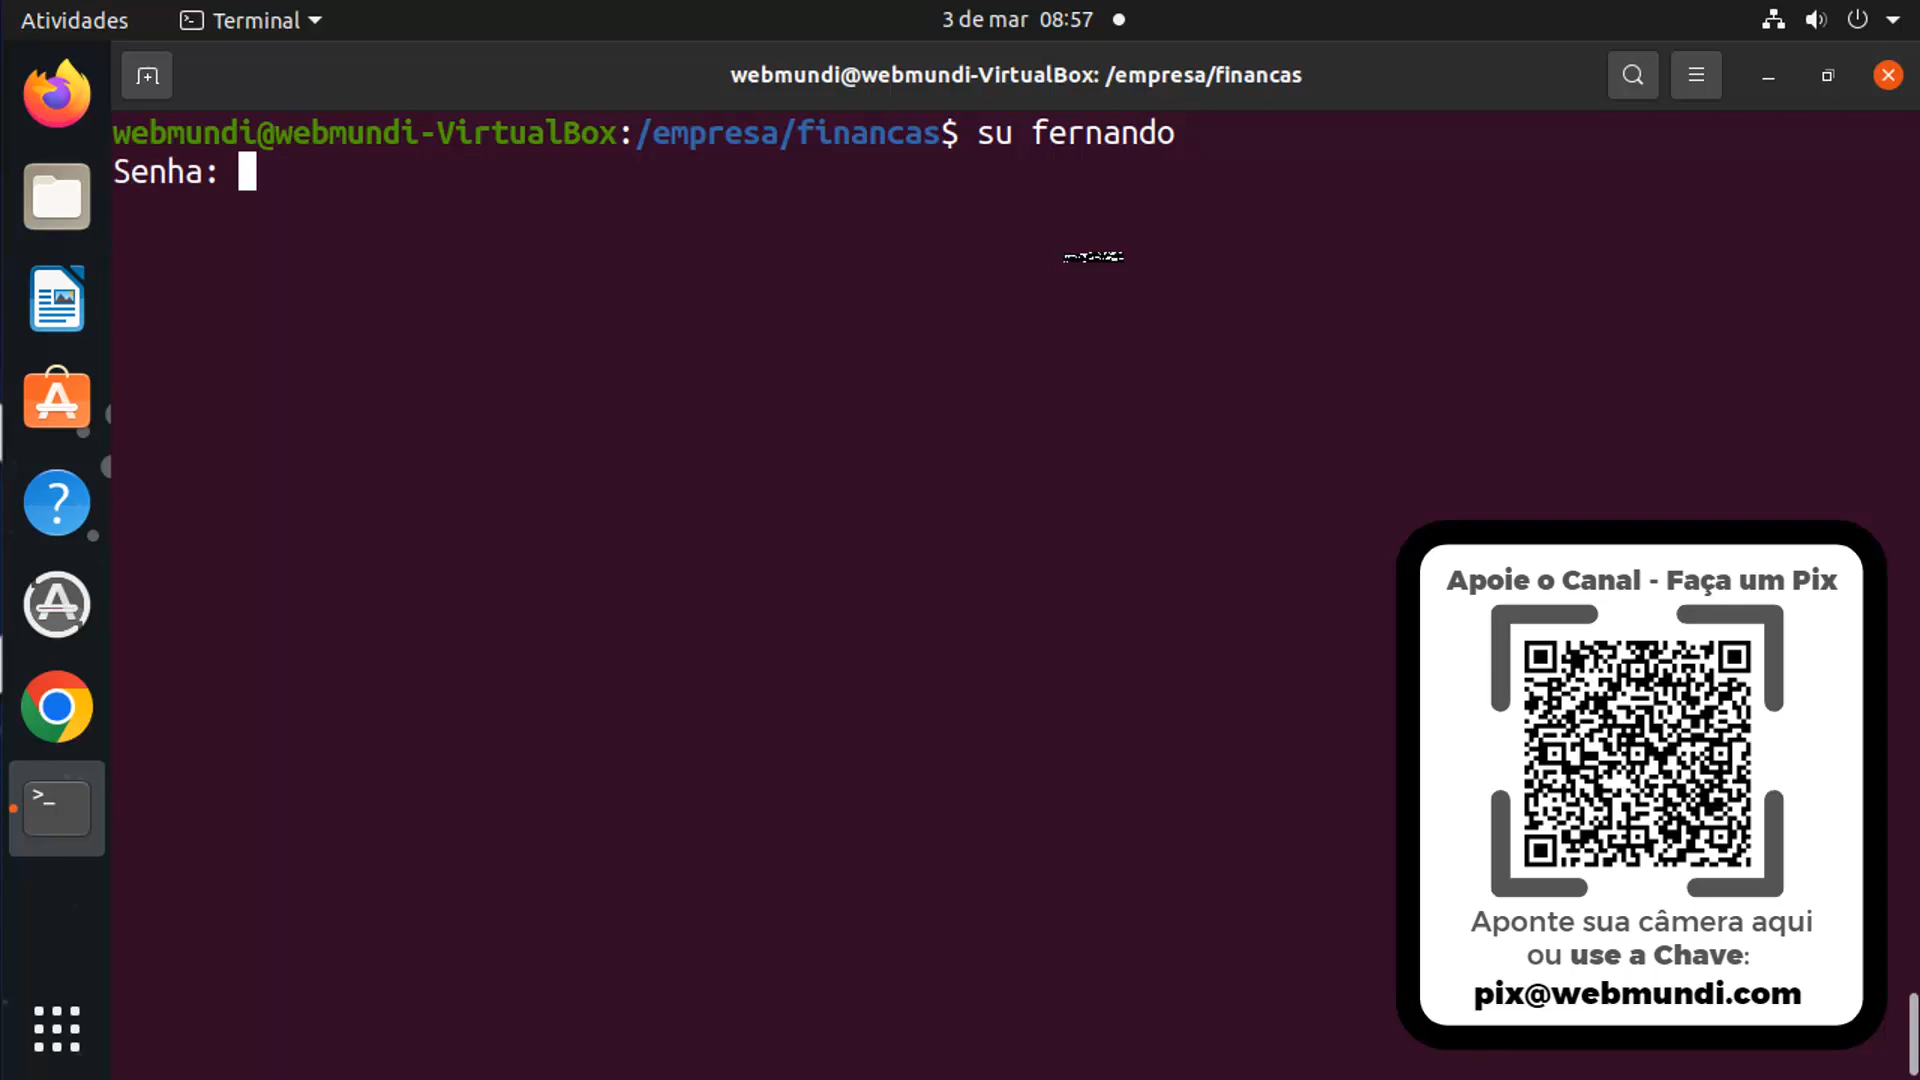 Atividades
Terminal
3 de mar 08:57
webmundi@webmundi-VirtualBox: /empresa/financas
webmundi@webmundi-VirtualBox:/empresa/financas$ su fernando
Senha:
Apoie o Canal - Faça um Pix
Aponte sua câmera aqui
ou use a Chave:
pix@webmundi.com